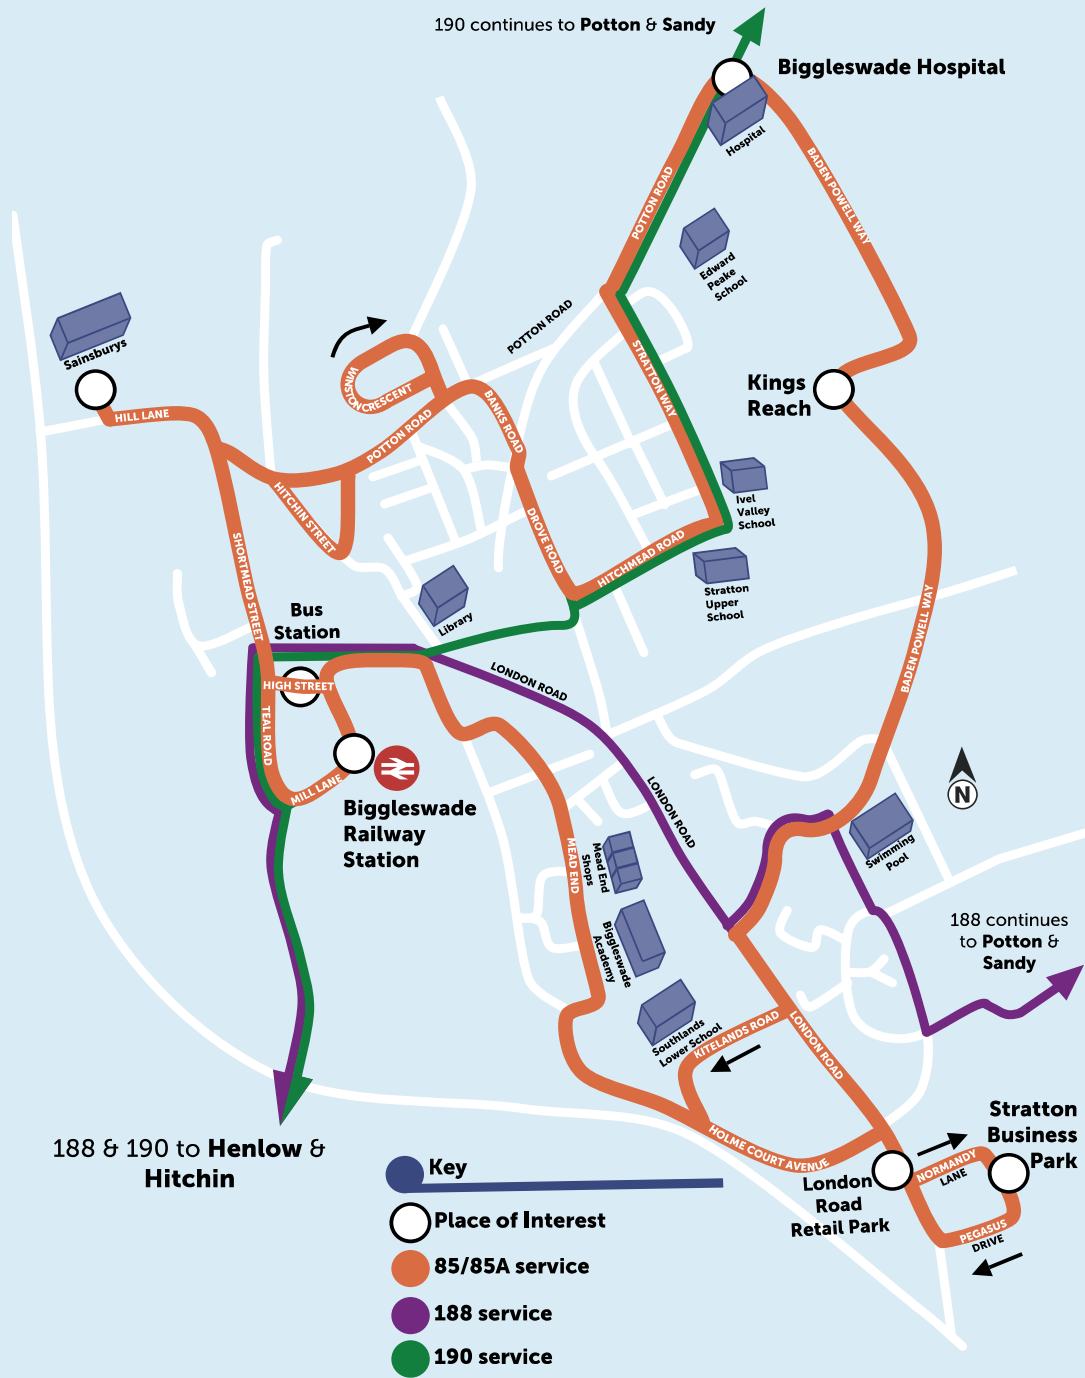 190 continues to Potton & Sandy
Biggleswade Hospital
Hospital
POTTON ROAD
BADEN POWELL WAY
Edward
Peake
School
Sainsburys
POTTON ROAD
HILL LANE
WINSTON CRESCENT
POTTON ROAD
BANKS ROAD
STRATTON WAY
Kings
Reach
HITCHIN STREET
DROVE ROAD
HITCHMEAD ROAD
Ivel
Valley
School
Stratton
Upper
School
SHORTMEAD STREET
Bus
Station
Library
BADEN POWELL WAY
HIGH STREET
TEAL ROAD
MILL LANE
LONDON ROAD
LONDON ROAD
N
Biggleswade
Railway
Station
MEAD END
Mead End
Shops
Swimming
Pool
Biggleswade
Academy
188 continues
to Potton &
Sandy
Southlands
Lower School
KITELANDS ROAD
LONDON ROAD
HOLME COURT AVENUE
Stratton
Business
Park
NORMANDY
LANE
London
Road
Retail Park
PEGASUS
DRIVE
188 & 190 to Henlow &
Hitchin
Key
Place of Interest
85/85A service
188 service
190 service